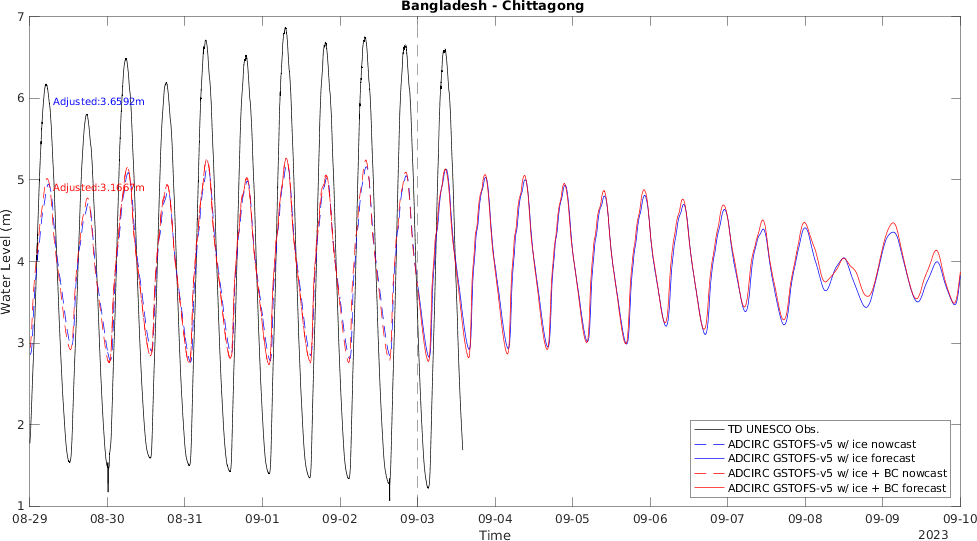 Bangladesh - Chittagong
Water Level (m)
7
6
5
4
3
2
1
Adjusted:3.6592m
Adjusted:3.1667m
TD UNESCO Obs.
ADCIRC GSTOFS-v5 w/ ice nowcast
ADCIRC GSTOFS-v5 w/ ice forecast
ADCIRC GSTOFS-v5 w/ ice + BC nowcast
ADCIRC GSTOFS-v5 w/ ice + BC forecast
08-29 08-30 08-31 09-01 09-02 09-03 09-04 09-05 09-06 09-07 09-08 09-09 09-10
Time
2023